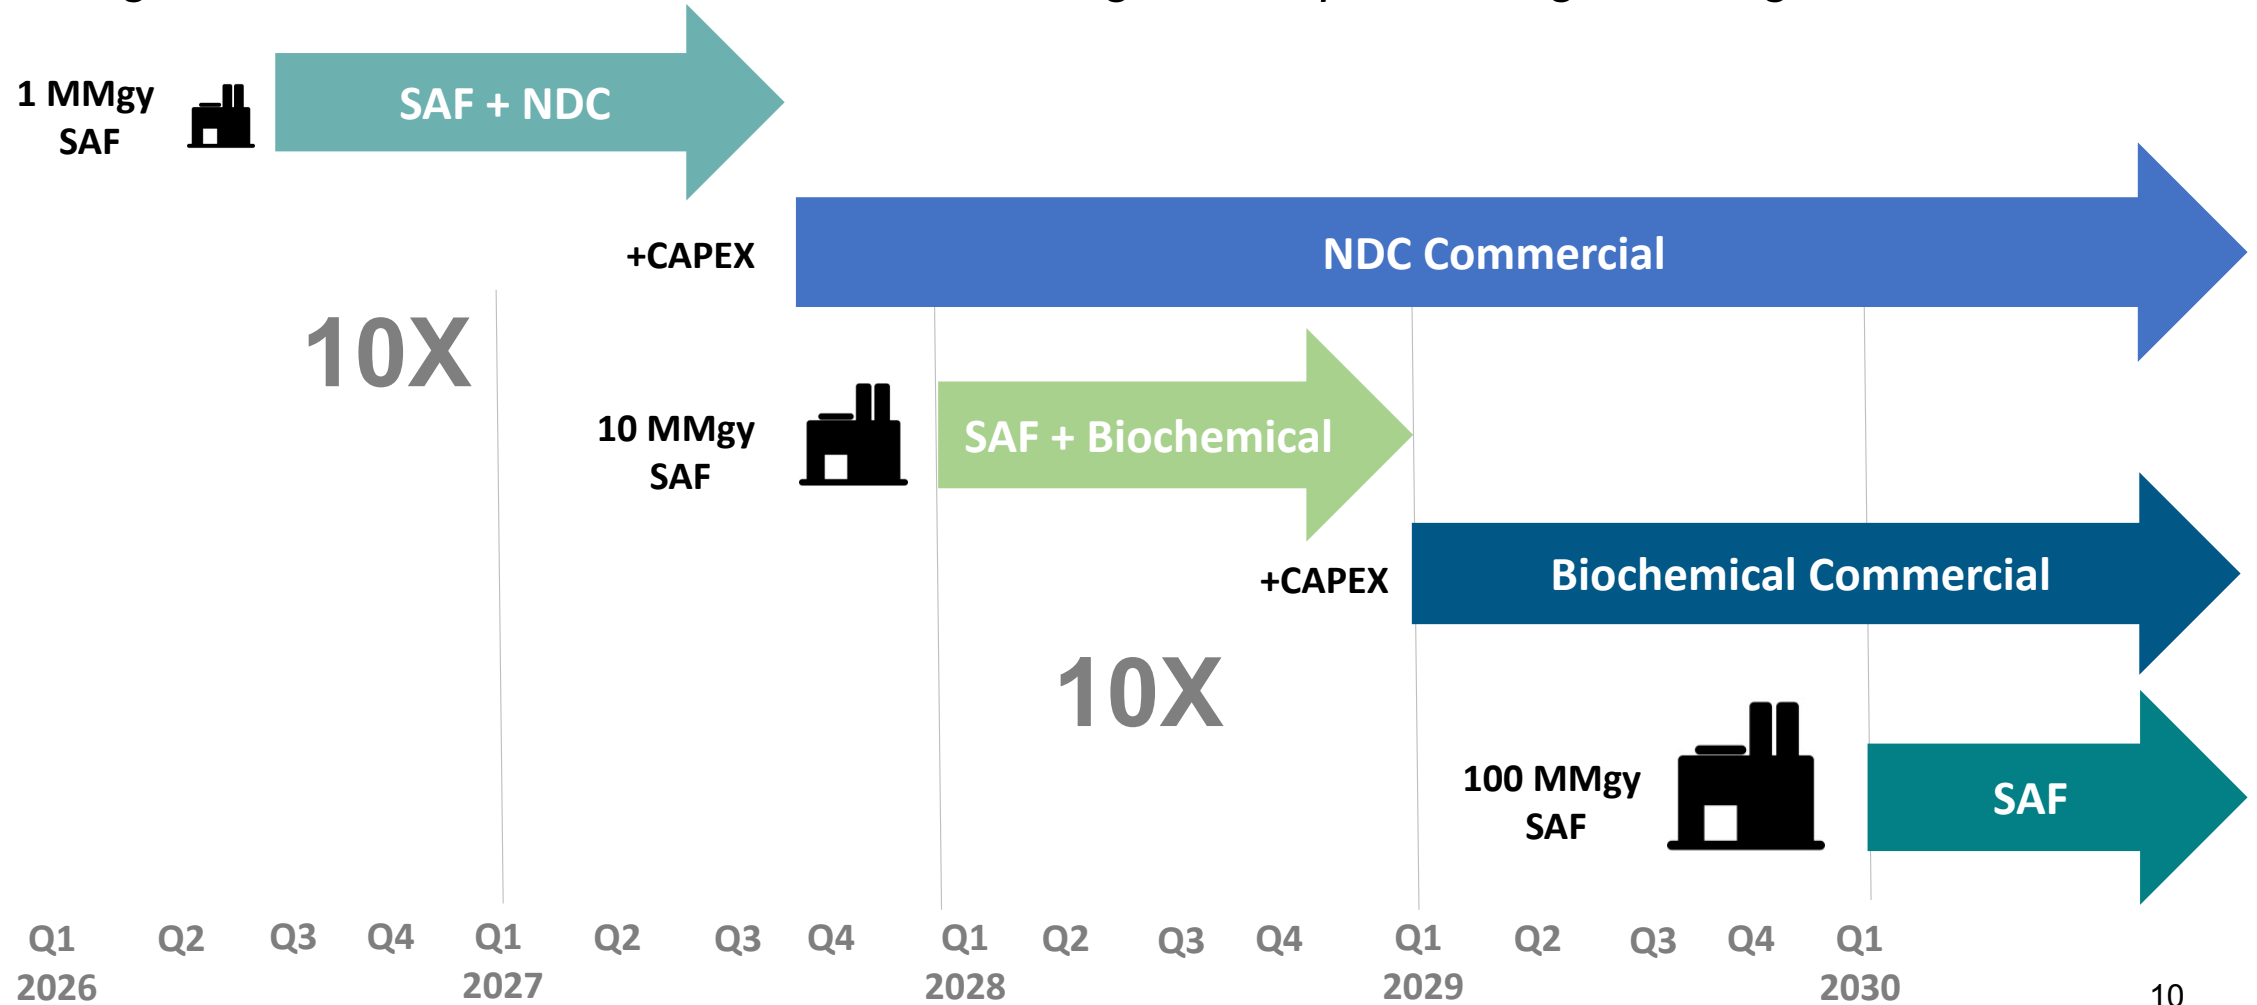 1 MMgy
SAF
SAF + NDC
+CAPEX
NDC Commercial
10X
10 MMgy
SAF
SAF + Biochemical
+CAPEX
Biochemical Commercial
10X
100 MMgy
SAF
SAF
Q1 Q2 Q3 Q4 Q1 Q2 Q3 Q4 Q1 Q2 Q3 Q4 Q1 Q2 Q3 Q4 Q1
2026 2027 2028 2029 2030
10